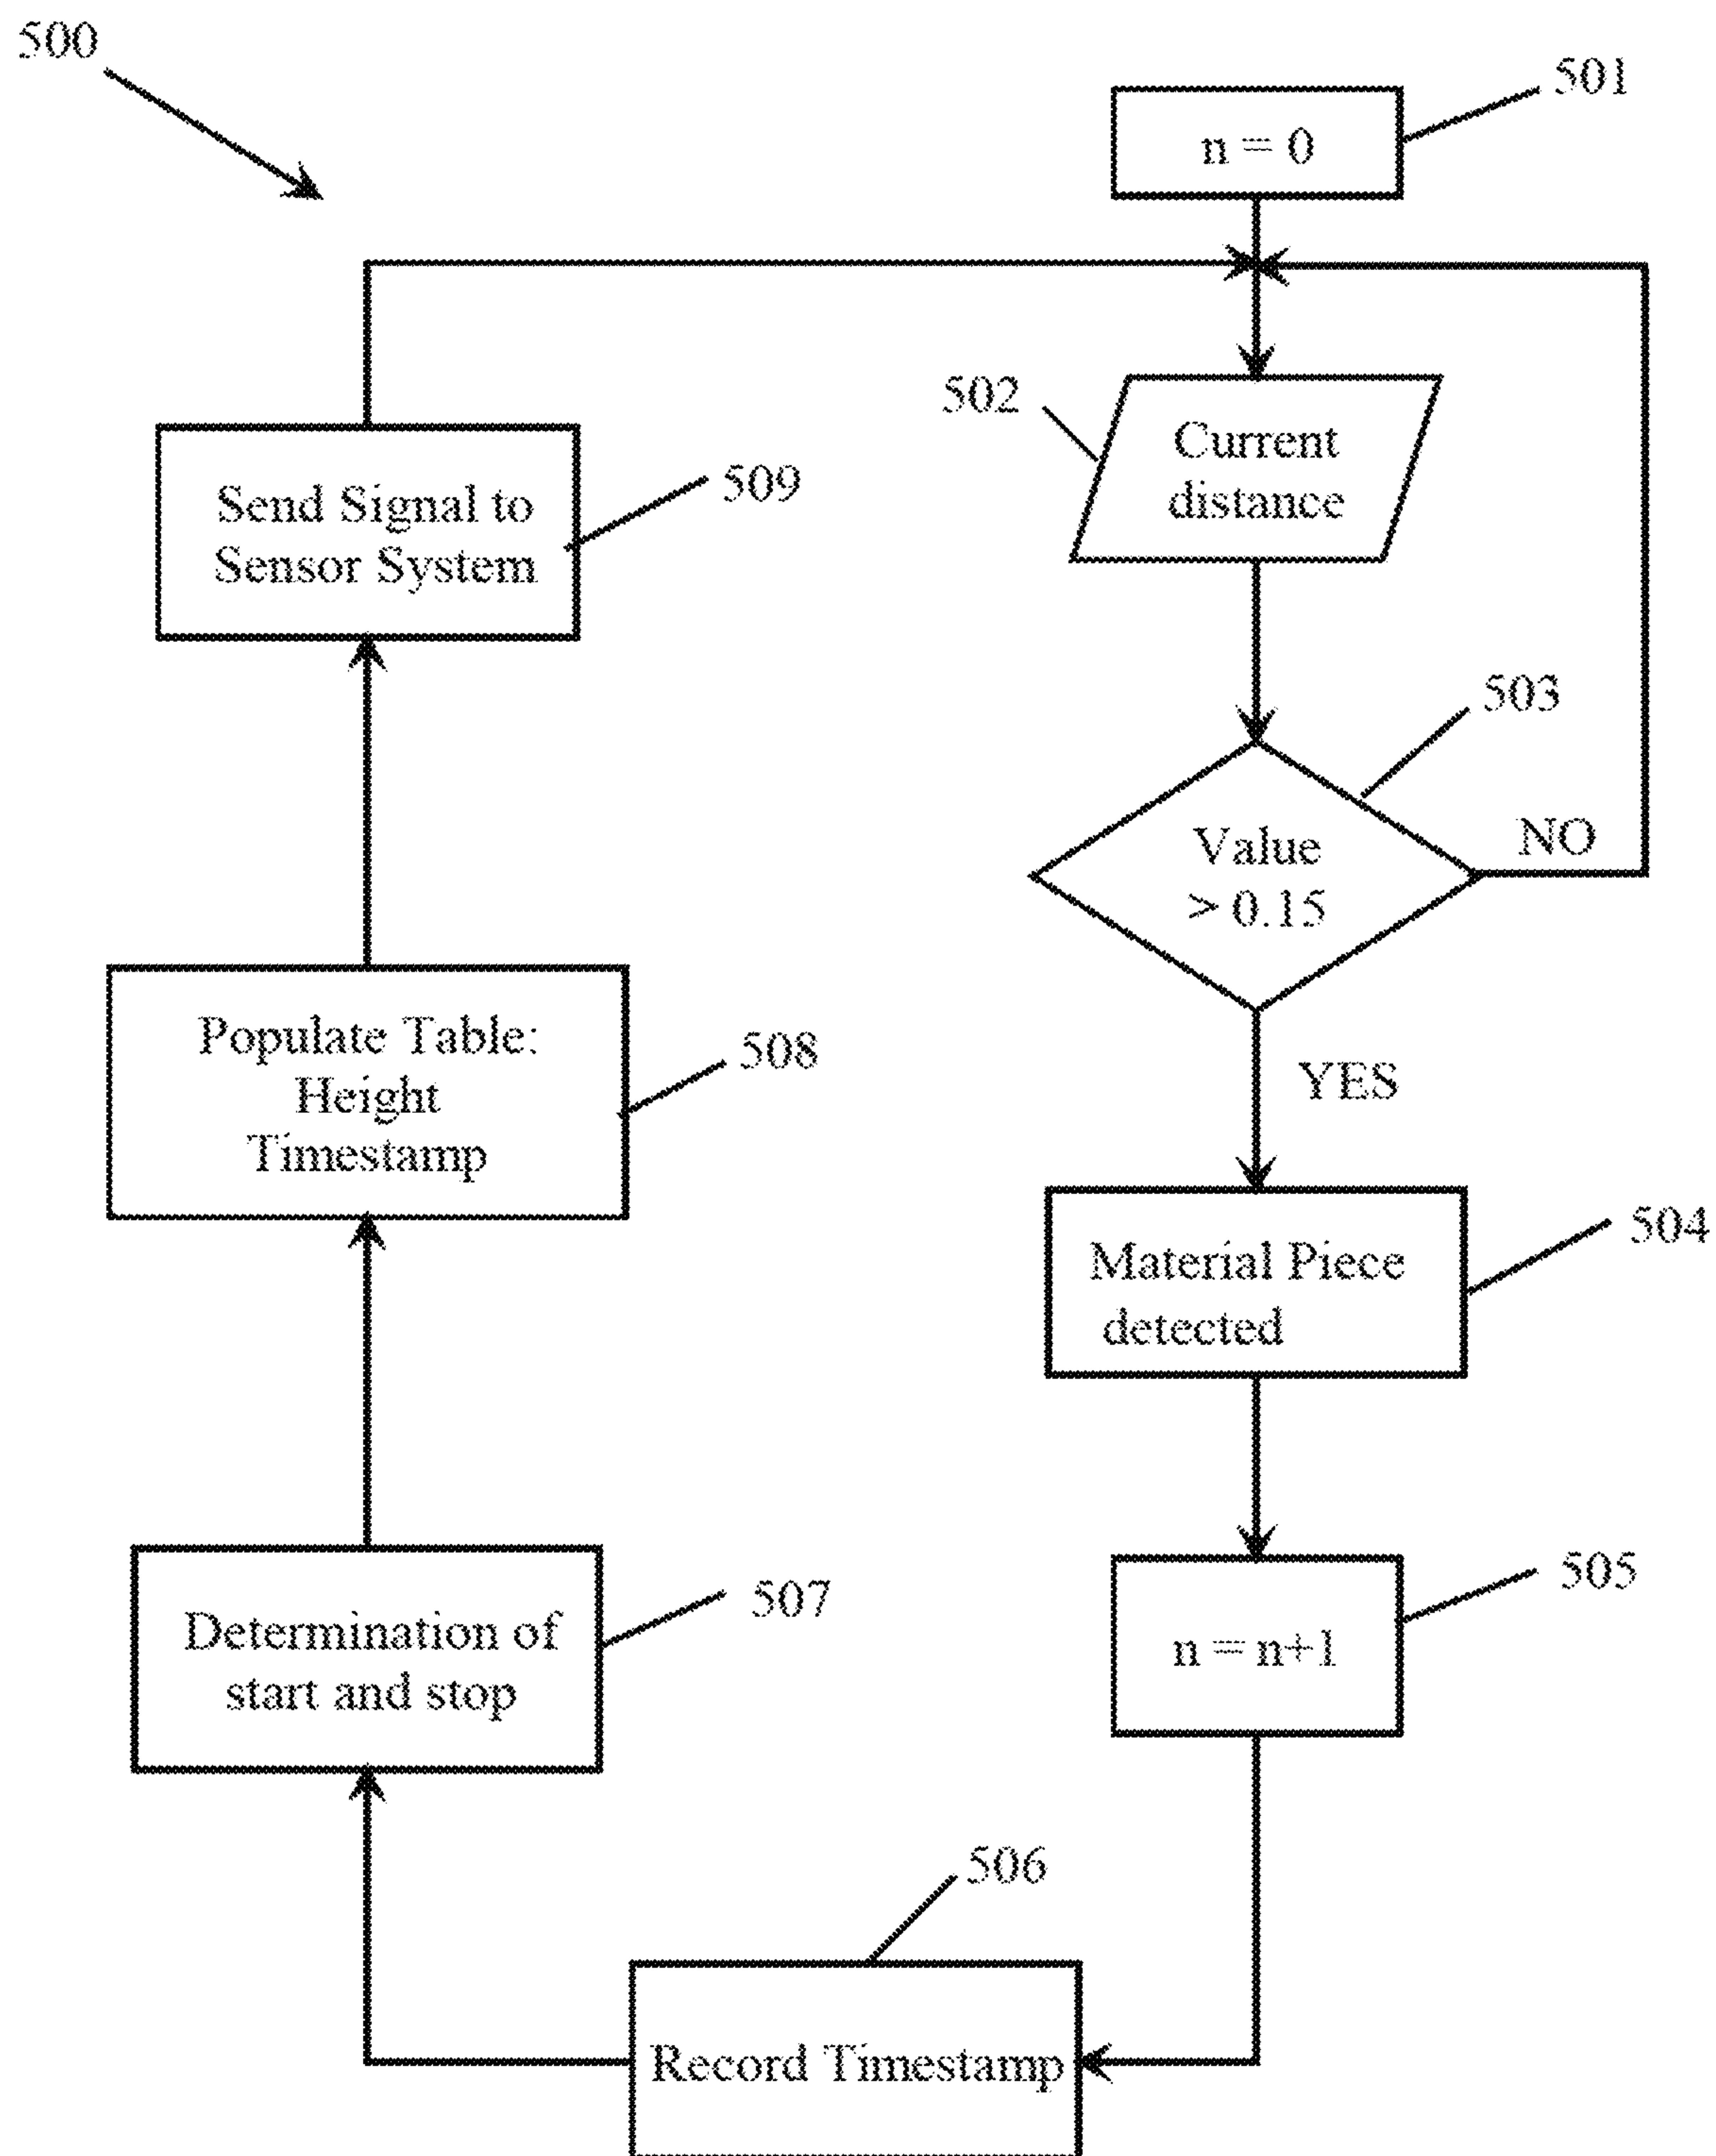 500
501
n = 0
502
Current
distance
503
Value
> 0.15
NO
YES
504
Material Piece
detected
505
n = n+1
506
Record Timestamp
507
Determination of
start and stop
508
Populate Table:
Height
Timestamp
509
Send Signal to
Sensor System